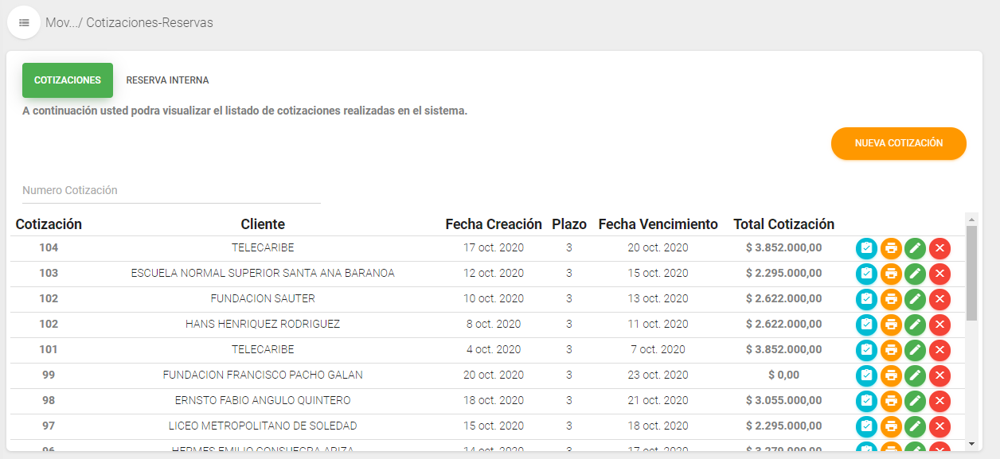 Mov.../ Cotizaciones-Reservas
COTIZACIONES RESERVA INTERNA
A continuación usted podra visualizar el listado de cotizaciones realizadas en el sistema.
NUEVA COTIZACIÓN
Numero Cotización
Cotización Cliente Fecha Creación Plazo Fecha Vencimiento Total Cotización
104 TELECARIBE 17 oct. 2020 3 20 oct. 2020 $ 3.852.000,00
103 ESCUELA NORMAL SUPERIOR SANTA ANA BARANOA 12 oct. 2020 3 15 oct. 2020 $ 2.295.000,00
102 FUNDACION SAUTER 10 oct. 2020 3 13 oct. 2020 $ 2.622.000,00
102 HANS HENRIQUEZ RODRIGUEZ 8 oct. 2020 3 11 oct. 2020 $ 2.622.000,00
101 TELECARIBE 4 oct. 2020 3 7 oct. 2020 $ 3.852.000,00
99 FUNDACION FRANCISCO PACHO GALAN 20 oct. 2020 3 23 oct. 2020 $ 0,00
98 ERNSTO FABIO ANGULO QUINTERO 18 oct. 2020 3 21 oct. 2020 $ 3.055.000,00
97 LICEO METROPOLITANO DE SOLEDAD 15 oct. 2020 3 18 oct. 2020 $ 2.295.000,00
96 HERMES EMILIO CONSUEGRA ARIZA 14 oct. 2020 3 17 oct. 2020